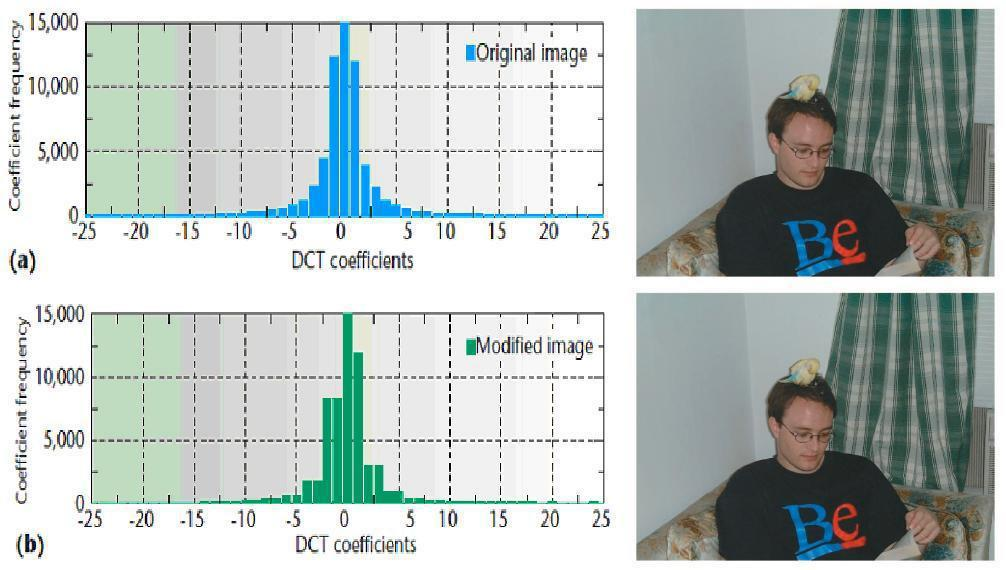 Coefficient frequency
15,000
10,000
5,000
0
Original image
-25 -20 -15 -10 -5 0 5 10 15 20 25
DCT coefficients
(a)
Be
Coefficient frequency
15,000
10,000
5,000
0
Modified image
-25 -20 -15 -10 -5 0 5 10 15 20 25
DCT coefficients
(b)
Be